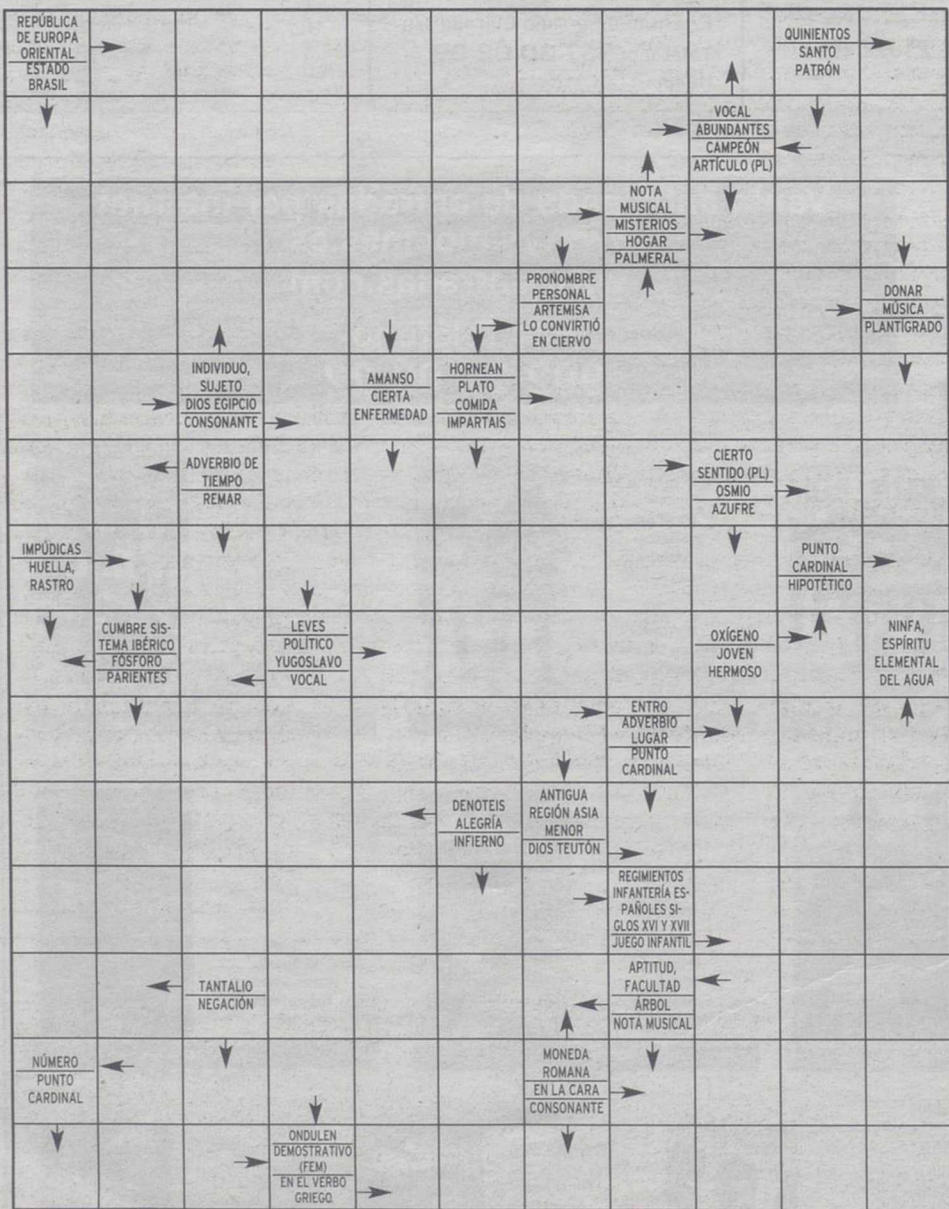 REPÚBLICA
DE EUROPA
ORIENTAL
ESTADO
BRASIL
QUINIENTOS
SANTO
PATRÓN
VOCAL
ABUNDANTES
CAMPEÓN
ARTÍCULO (PL)
NOTA
MUSICAL
MISTERIOS
HOGAR
PALMERAL
PRONOMBRE
PERSONAL
ARTEMISA
LO CONVIRTIÓ
EN CIERVO
DONAR
MÚSICA
PLANTÍGRADO
INDIVIDUO,
SUJETO
DIOS EGIPCIO
CONSONANTE
AMANSO
CIERTA
ENFERMEDAD
HORNEAN
PLATO
COMIDA
IMPARTAIS
ADVERBIO DE
TIEMPO
REMAR
CIERTO
SENTIDO (PL)
OSMIO
AZUFRE
IMPÚDICAS
HUELLA,
RASTRO
PUNTO
CARDINAL
HIPOTÉTICO
CUMBRE SIS-
TEMA IBÉRICO
FÓSFORO
PARIENTES
LEVES
POLÍTICO
YUGOSLAVO
VOCAL
OXÍGENO
JOVEN
HERMOSO
NINFA,
ESPÍRITU
ELEMENTAL
DEL AGUA
ENTRO
ADVERBIO
LUGAR
PUNTO
CARDINAL
DENOTEIS
ALEGRÍA
INFIERNO
ANTIGUA
REGIÓN ASIA
MENOR
DIOS TEUTÓN
REGIMIENTOS
INFANTERÍA ES-
PAÑOLES SI-
GLOS XVI Y XVII
JUEGO INFANTIL
TANTALIO
NEGACIÓN
APTITUD,
FACULTAD
ÁRBOL
NOTA MUSICAL
NÚMERO
PUNTO
CARDINAL
MONEDA
ROMANA
EN LA CARA
CONSONANTE
ONDULEN
DEMOSTRATIVO
(FEM)
EN EL VERBO
GRIEGO.